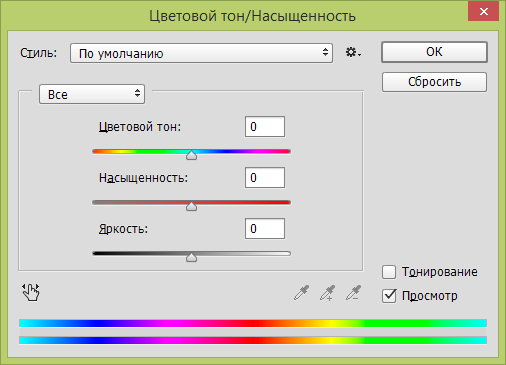 Цветовой тон/Насыщенность
Стиль: По умолчанию
OK
Сбросить
Все
Цветовой тон: 0
Насыщенность: 0
Яркость: 0
Тонирование
Просмотр